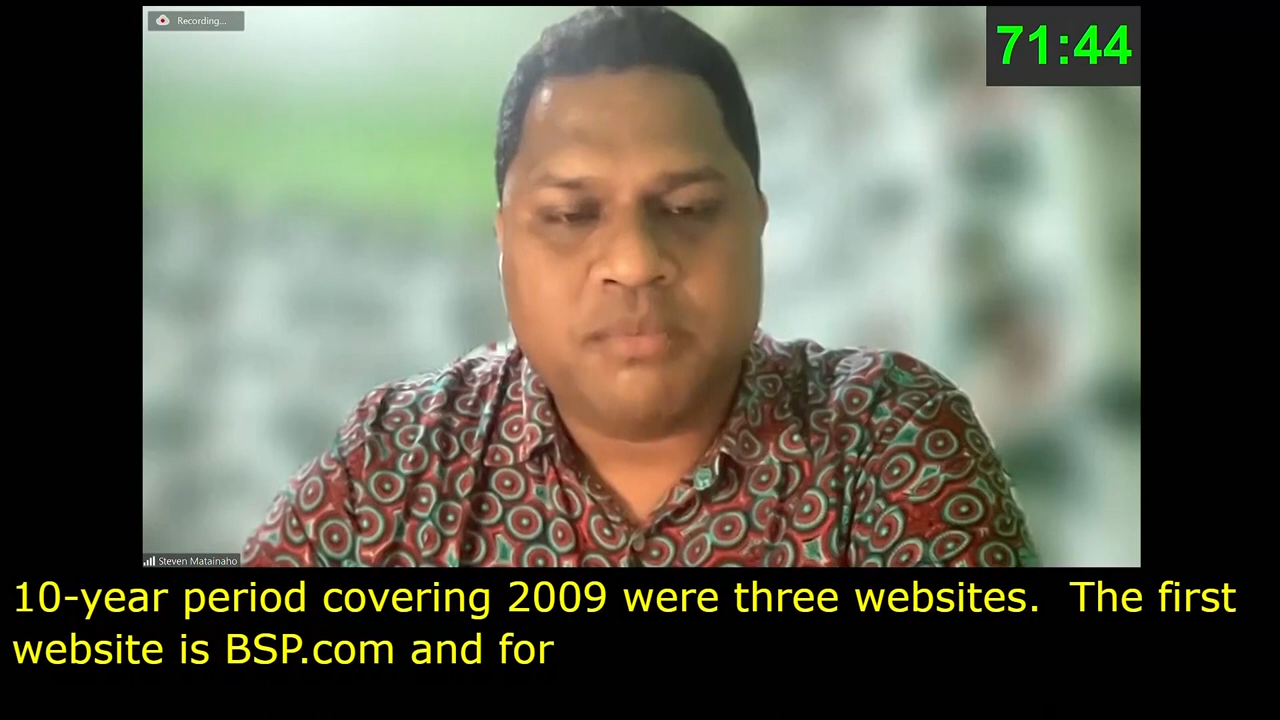 Recording...
71:44
Steven Matainaho
10-year period covering 2009 were three websites.  The first
website is BSP.com and for